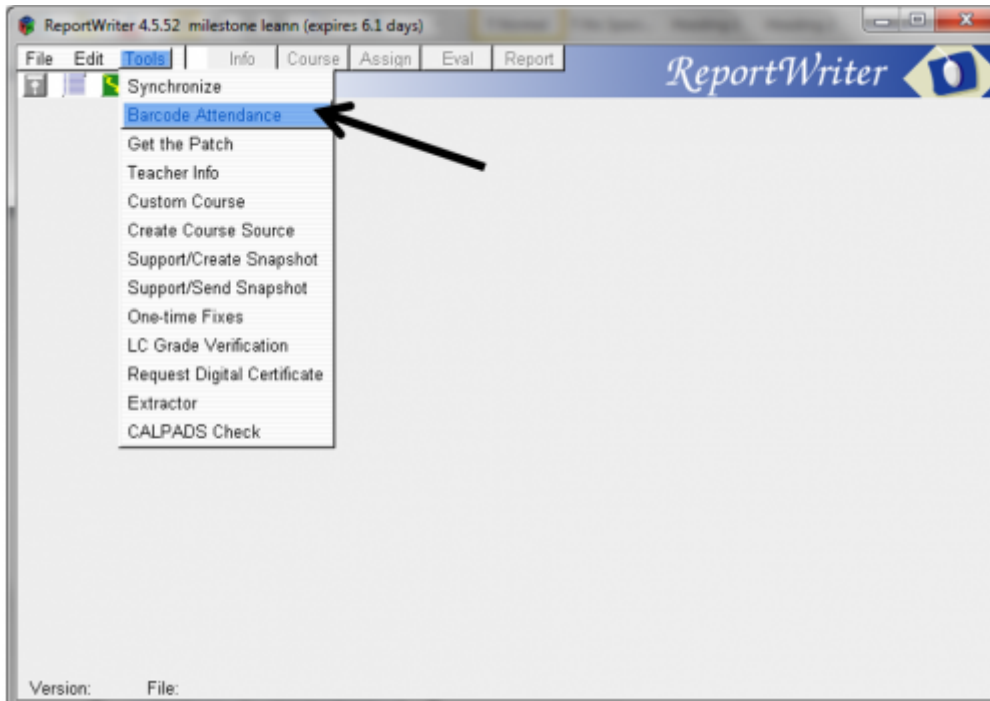 ReportWriter 4.5.52 milestone leann (expires 6.1 days)
File Edit Tools Info Course Assign Eval Report
ReportWriter
Synchronize
Barcode Attendance
Get the Patch
Teacher Info
Custom Course
Create Course Source
Support/Create Snapshot
Support/Send Snapshot
One-time Fixes
LC Grade Verification
Request Digital Certificate
Extractor
CALPADS Check
Version: File: